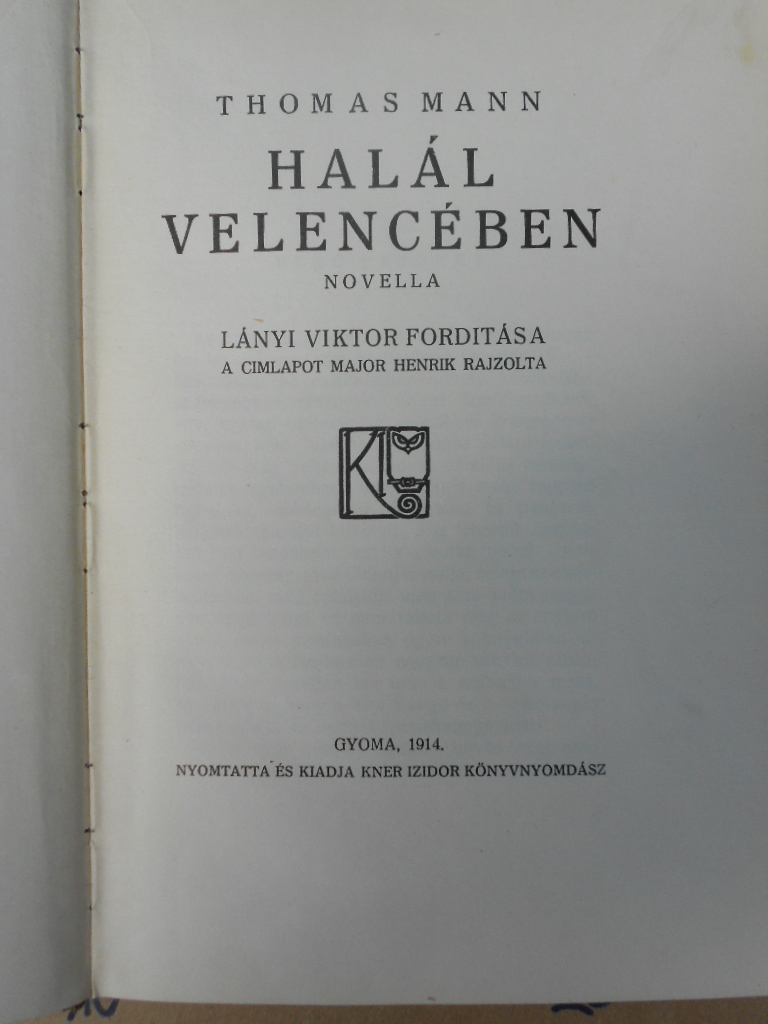 THOMAS MANN
HALÁL
VELENCÉBEN
NOVELLA
LÁNYI VIKTOR FORDITÁSA
A CIMLAPOT MAJOR HENRIK RAJZOLTA
KI
GYOMA, 1914.
NYOMTATTA ÉS KIADJA KNER IZIDOR KÖNYVNYOMDÁSZ